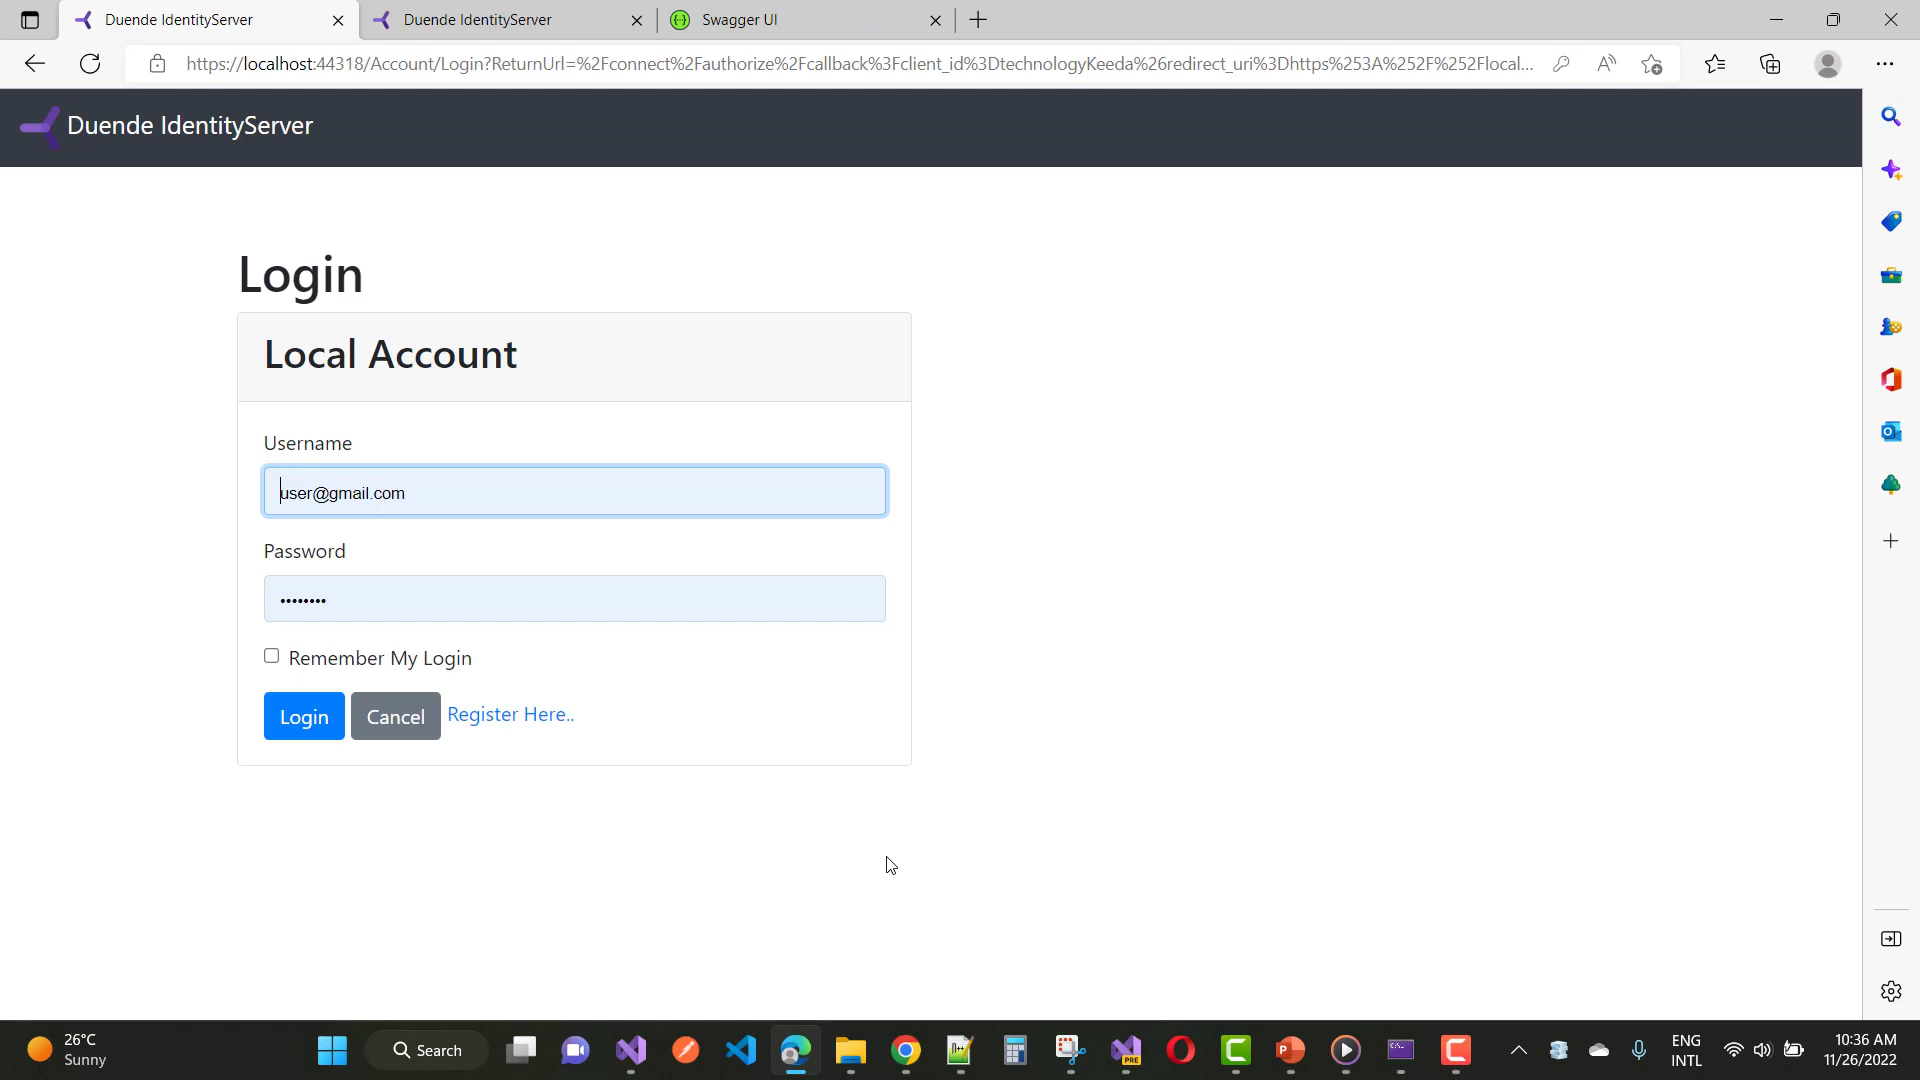 Duende IdentityServer
Duende IdentityServer
Swagger UI
https://localhost:44318/Account/Login?ReturnUrl=%2Fconnect%2Fauthorize%2Fcallback%3Fclient_id%3DtechnologyKeeda%26redirect_uri%3Dhttps%253A%252F%252Flocal...
Duende IdentityServer
Login
Local Account
Username
user@gmail.com
Password
••••••••
Remember My Login
Login
Cancel
Register Here..
26°C
Sunny
Search
PRE
ENG
INTL
10:36 AM
11/26/2022